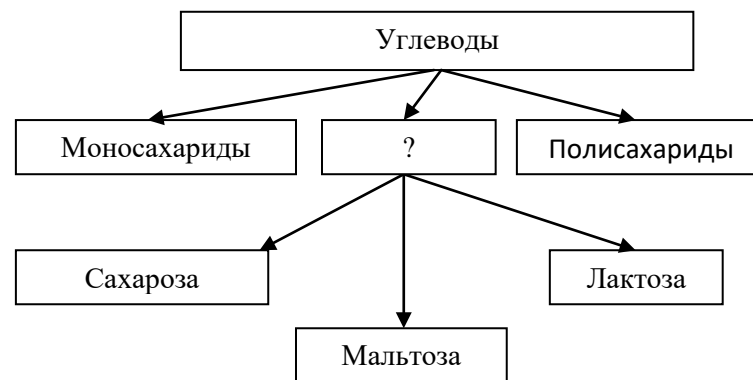 Углеводы
Моносахариды
?
Полисахариды
Сахароза
Лактоза
Мальтоза